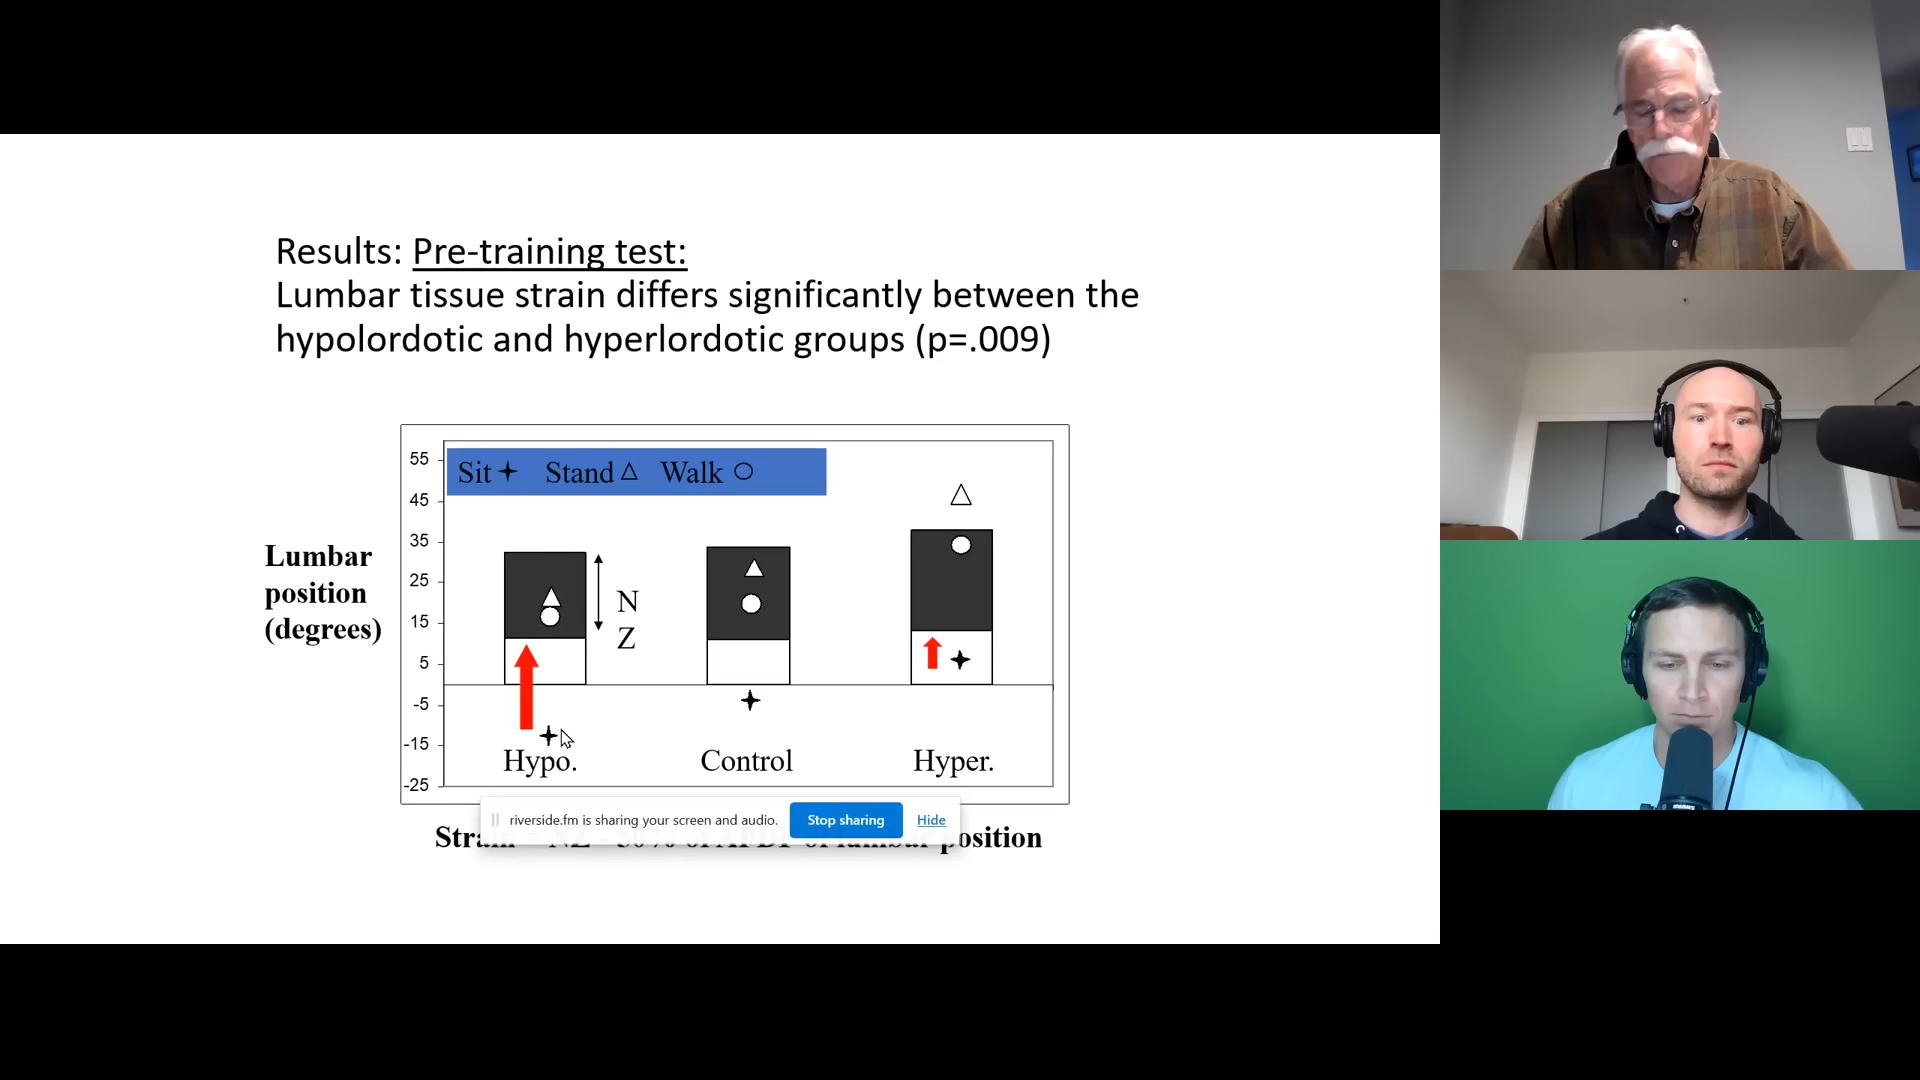 Results: Pre-training test:
Lumbar tissue strain differs significantly between the
hypolordotic and hyperlordotic groups (p=.009)
Sit Stand Walk
55
45
35
25
15
5
-5
-15
-25
Lumbar
position
(degrees)
N
Z
Hypo. Control Hyper.
riverside.fm is sharing your screen and audio. Stop sharing Hide
position